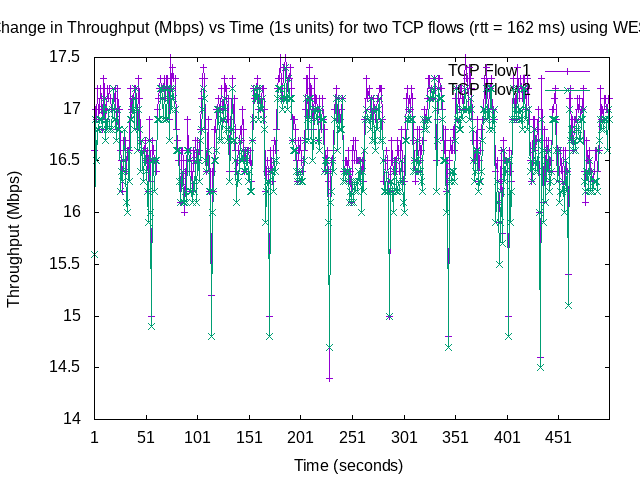 Change in Throughput (Mbps) vs Time (1s units) for two TCP flows (rtt = 162 ms) using WES
TCP Flow 1
TCP Flow 2
17.5
17
16.5
16
15.5
15
14.5
14
Throughput (Mbps)
1 51 101 151 201 251 301 351 401 451
Time (seconds)